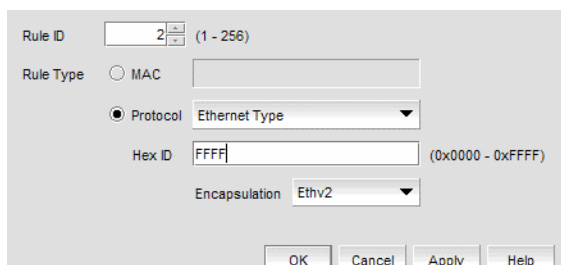 Rule ID 2 (1 - 256)
Rule Type MAC
Protocol Ethernet Type
Hex ID FFFF (0x0000 - 0xFFFF)
Encapsulation Ethv2
OK Cancel Apply Help